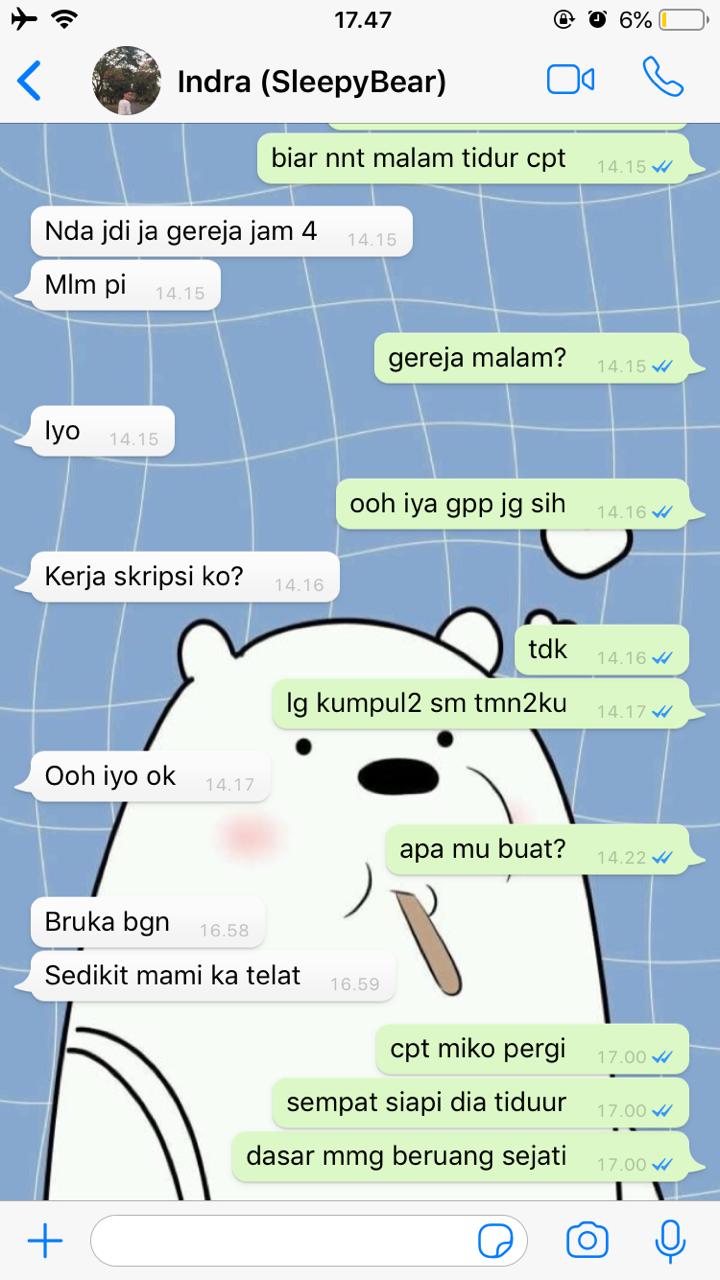 17.47
6%
Indra (SleepyBear)
biar nnt malam tidur cpt 14.15
Nda jdi ja gereja jam 4 14.15
Mlm pi 14.15
gereja malam? 14.15
Iyo 14.15
ooh iya gpp jg sih 14.16
Kerja skripsi ko? 14.16
tdk 14.16
lg kumpul2 sm tmn2ku 14.17
Ooh iyo ok 14.17
apa mu buat? 14.22
Bruka bgn 16.58
Sedikit mami ka telat 16.59
cpt miko pergi 17.00
sempat siapi dia tiduur 17.00
dasar mmg beruang sejati 17.00